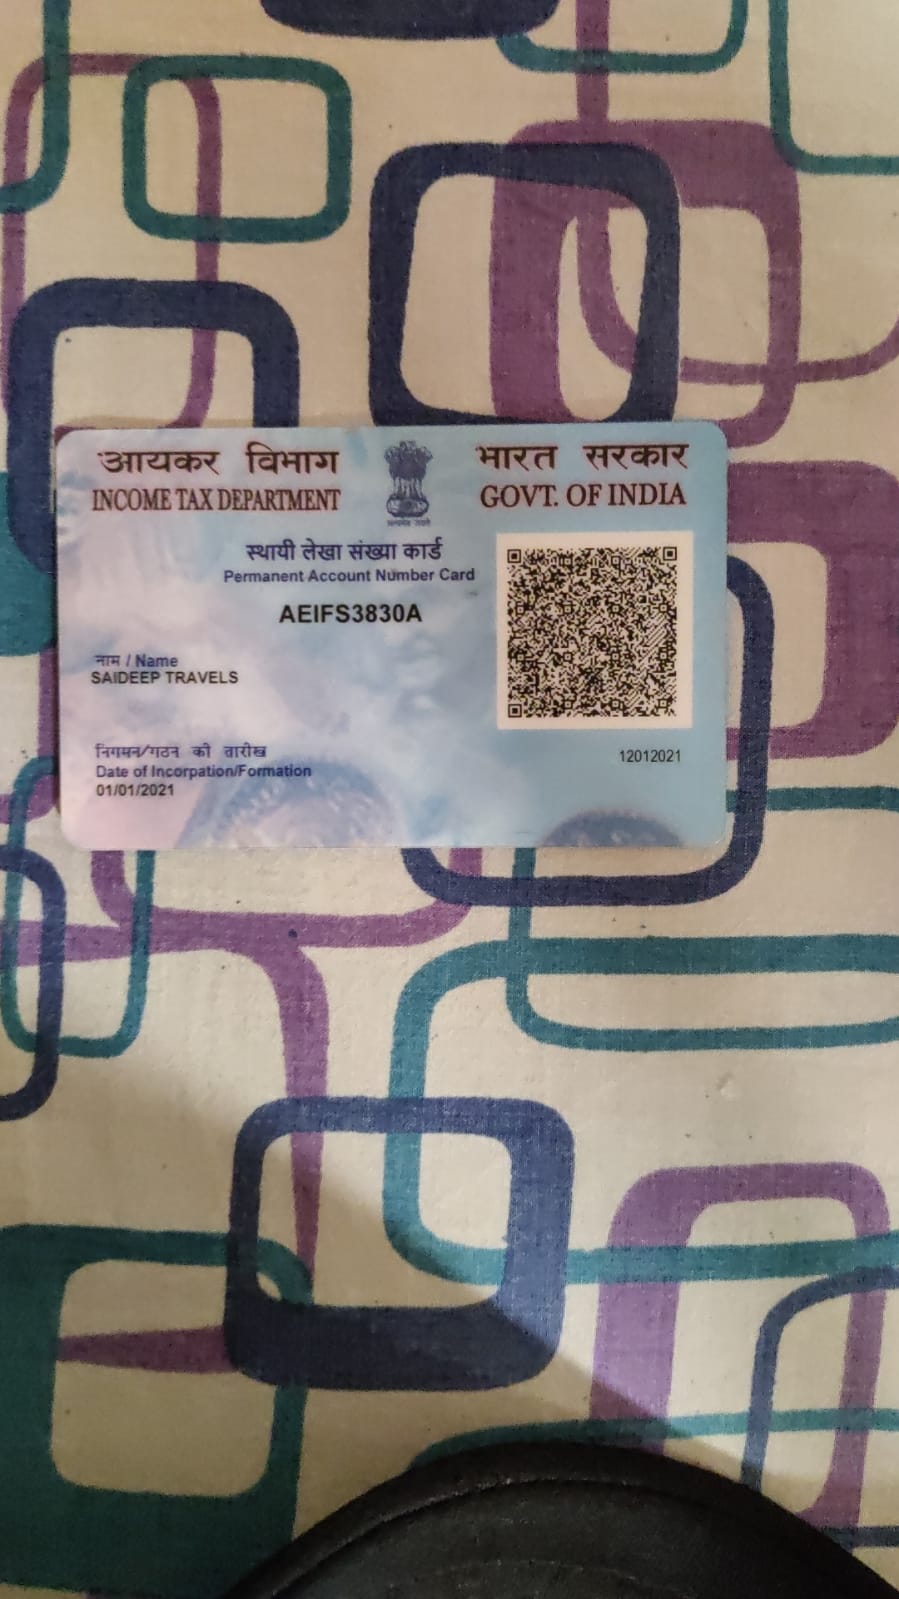 आयकर विभाग
INCOME TAX DEPARTMENT
सत्यमेव जयते
भारत सरकार
GOVT. OF INDIA
स्थायी लेखा संख्या कार्ड
Permanent Account Number Card
AEIFS3830A
नाम / Name
SAIDEEP TRAVELS
निगमन/गठन की तारीख
Date of Incorpation/Formation
01/01/2021
12012021